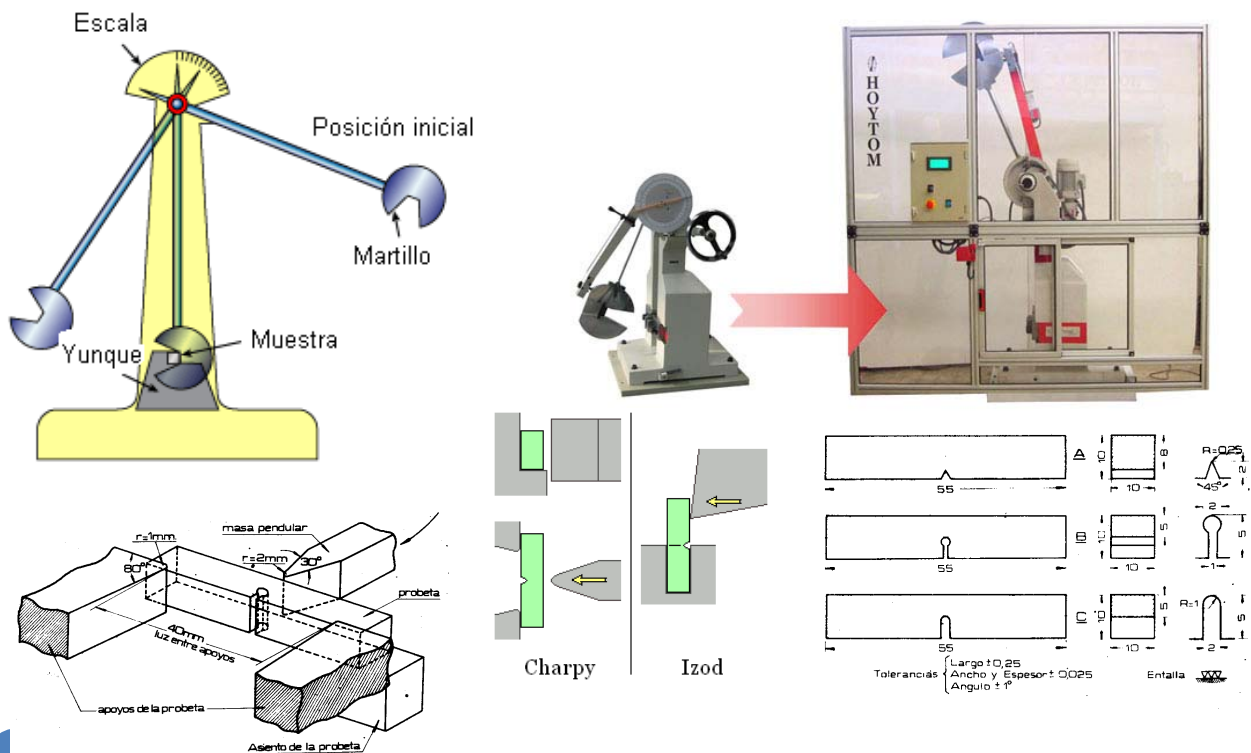 Escala
Posición inicial
Martillo
Muestra
Yunque
HOYTOM
masa pendular
r=1mm
r=2mm
30°
80°
probeta
40mm
luz entre apoyos
apoyos de la probeta
Asiento de la probeta
Charpy
Izod
A
10
8
R=0,25
2
55
10
45°
B
10
5
2
5
55
10
1
C
10
5
R=1
5
55
10
2
Tolerancias
Largo ± 0,25
Ancho y Espesor ± 0,025
Angulo ± 1°
Entalla